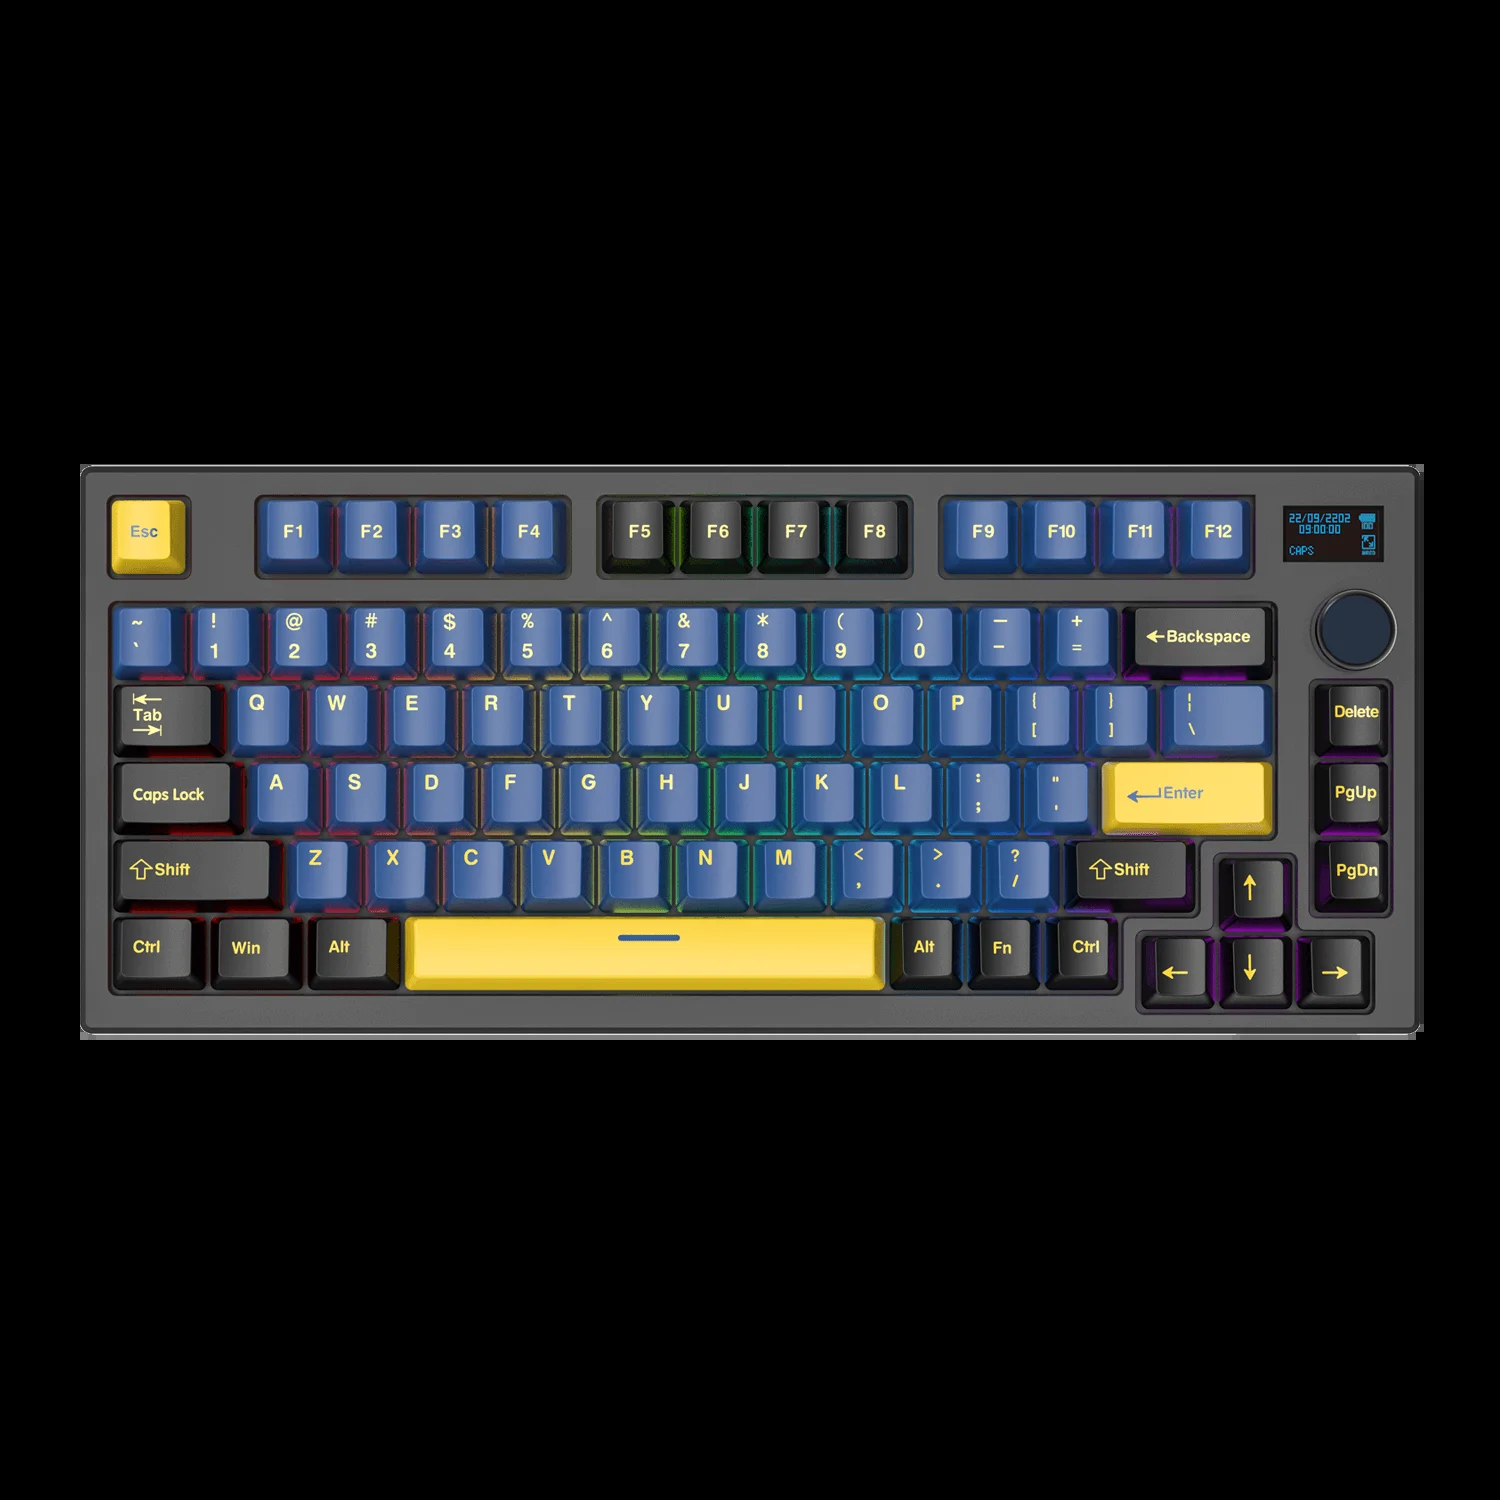 Esc F1 F2 F3 F4 F5 F6 F7 F8 F9 F10 F11 F12
22/09/2202
09:00:00
CAPS
~ ! @ # $ % ^ & * ( ) — +
` 1 2 3 4 5 6 7 8 9 0 - = ←Backspace
Tab Q W E R T Y U I O P { } ¦
[ ] \
Delete
Caps Lock A S D F G H J K L : "
; ' Enter PgUp
Shift Z X C V B N M < > ?
, . / Shift ↑ PgDn
Ctrl Win Alt Alt Fn Ctrl ← ↓ →